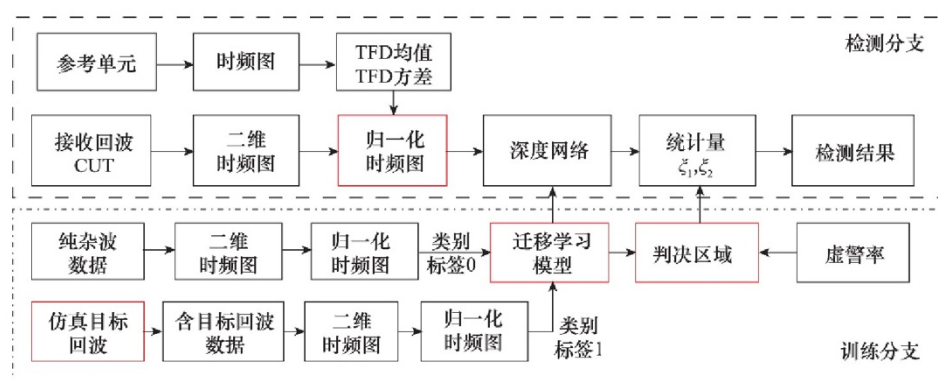 检测分支
参考单元
时频图
TFD均值
TFD方差
接收回波
CUT
二维
时频图
归一化
时频图
深度网络
统计量
ξ₁,ξ₂
检测结果
纯杂波
数据
二维
时频图
归一化
时频图
类别
标签0
迁移学习
模型
判决区域
虚警率
仿真目标
回波
含目标回波
数据
二维
时频图
归一化
时频图
类别
标签1
训练分支